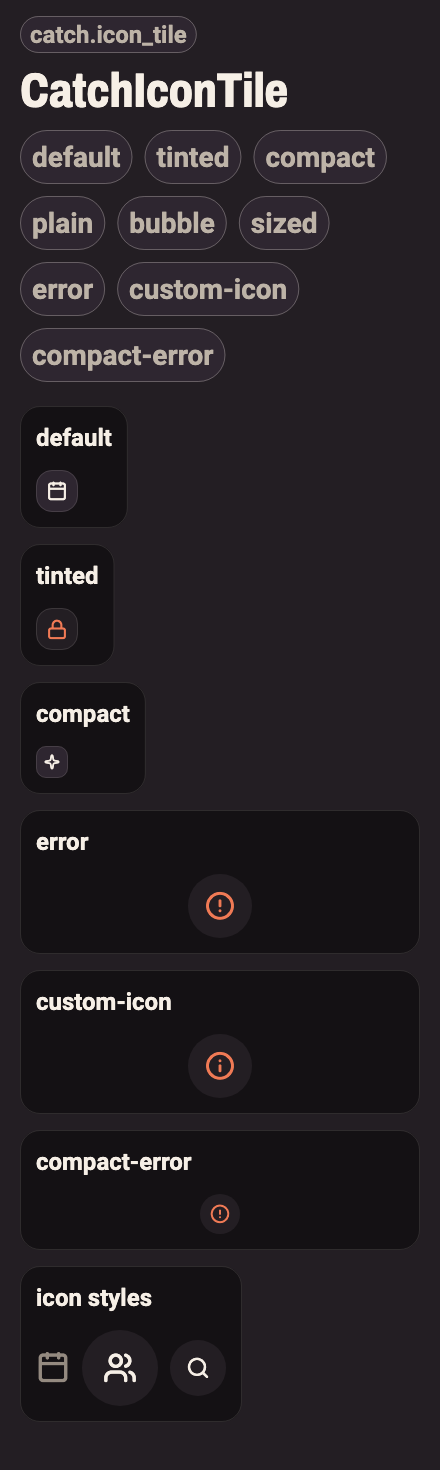 catch.icon_tile
CatchIconTile
default tinted compact
plain bubble sized
error custom-icon
compact-error
default
tinted
compact
error
custom-icon
compact-error
icon styles